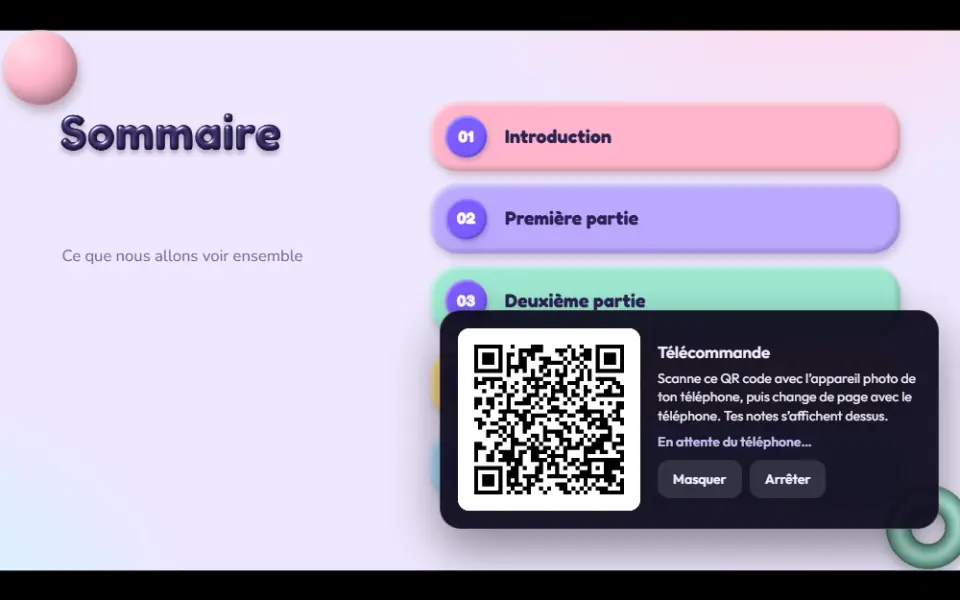 Sommaire
Ce que nous allons voir ensemble
01 Introduction
02 Première partie
03 Deuxième partie
Télécommande
Scanne ce QR code avec l'appareil photo de
ton téléphone, puis change de page avec le
téléphone. Tes notes s'affichent dessus.
En attente du téléphone...
Masquer Arrêter